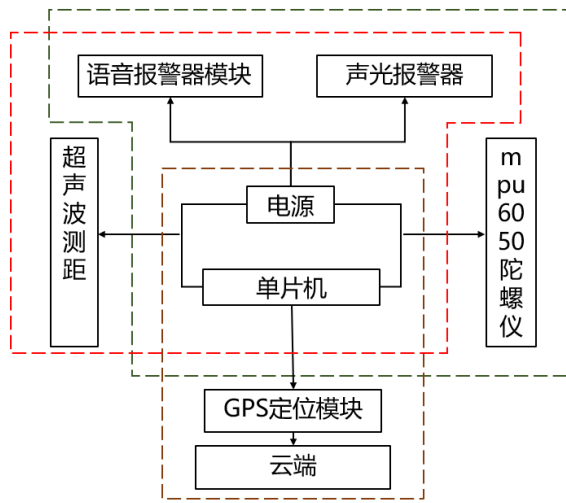 语音报警器模块
声光报警器
超
声
波
测
距
电源
单片机
m
pu
60
50
陀
螺
仪
GPS定位模块
云端